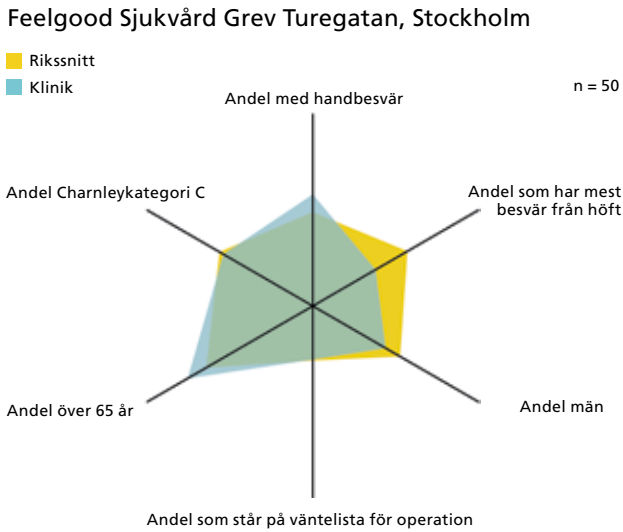 Feelgood Sjukvård Grev Turegatan, Stockholm
Rikssnitt
Klinik
n = 50
Andel med handbesvär
Andel Charnleykategori C
Andel som har mest
besvär från höft
Andel över 65 år
Andel män
Andel som står på väntelista för operation